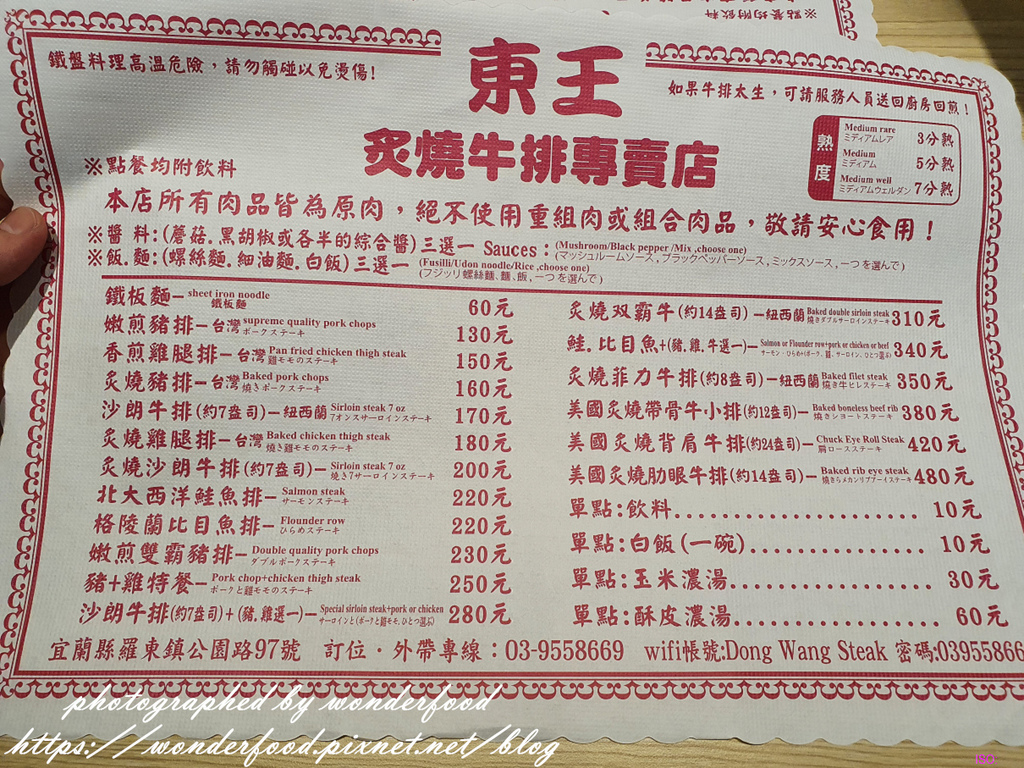 ※點餐均附飲料
鐵盤料理高溫危險，請勿觸碰以免燙傷!
東王
如果牛排太生，可請服務人員送回廚房回煎!
炙燒牛排專賣店
熟度
Medium rare
ミディアムレア
3分熟
Medium
ミディアム
5分熟
Medium well
ミディアムウェルダン
7分熟
※點餐均附飲料
本店所有肉品皆為原肉，絕不使用重組肉或組合肉品，敬請安心食用！
※醬 料:(蘑菇.黑胡椒或各半的綜合醬)三選一 Sauces : (Mushroom/Black pepper /Mix ,choose one)
(マッシュルームソース, ブラックペッパーソース, ミックスソース, 一つを選んで)
※飯. 麵:(螺絲麵.細油麵.白飯)三選一 (Fusilli/Udon noodle/Rice ,choose one)
(フジッリ螺絲麵、麵、飯, 一つを選んで)
鐵板麵– sheet iron noodle 鐵板麵 60元
嫩煎豬排–台灣 supreme quality pork chops ポークステーキ 130元
香煎雞腿排–台灣 Pan fried chicken thigh steak 雞モモのステーキ 150元
炙燒豬排–台灣 Baked pork chops 焼きポークステーキ 160元
沙朗牛排(約7盎司)–紐西蘭 Sirloin steak 7 oz 7オンスサーロインステーキ 170元
炙燒雞腿排–台灣 Baked chicken thigh steak 焼き雞モモのステーキ 180元
炙燒沙朗牛排(約7盎司)– Sirloin steak 7 oz 焼き7サーロインステーキ 200元
北大西洋鮭魚排– Salmon steak サーモンステーキ 220元
格陵蘭比目魚排– Flounder row ひらめステーキ 220元
嫩煎雙霸豬排– Double quality pork chops ダブルポークステーキ 230元
豬+雞特餐– Pork chop+chicken thigh steak ポークと雞モモのステーキ 250元
沙朗牛排(約7盎司)+(豬,雞選一)– Special sirloin steak+pork or chicken サーロインと(ポークと雞モモ, ひとつ選ぶ) 280元
炙燒双霸牛(約14盎司)–紐西蘭 Baked double sirloin steak 焼きダブルサーロインステーキ 310元
鮭.比目魚+(豬.雞.牛選一)– Salmon or Flounder row+pork or chicken or beef 340元
炙燒菲力牛排(約8盎司)–紐西蘭 Baked filet steak 焼き牛ヒレステーキ 350元
美國炙燒帶骨牛小排(約12盎司)– Baked boneless beef rib 焼きショートステーキ 380元
美國炙燒背肩牛排(約24盎司)– Chuck Eye Roll Steak 肩ロースステーキ 420元
美國炙燒肋眼牛排(約14盎司)– Baked rib eye steak 480元
單點:飲料...................... 10元
單點:白飯(一碗)................ 10元
單點:玉米濃湯................... 30元
單點:酥皮濃湯................... 60元
宜蘭縣羅東鎮公園路97號 訂位．外帶專線：03-9558669 wifi帳號:Dong Wang Steak 密碼:03955866
photographed by wonderfood
https://wonderfood.pixnet.net/blog